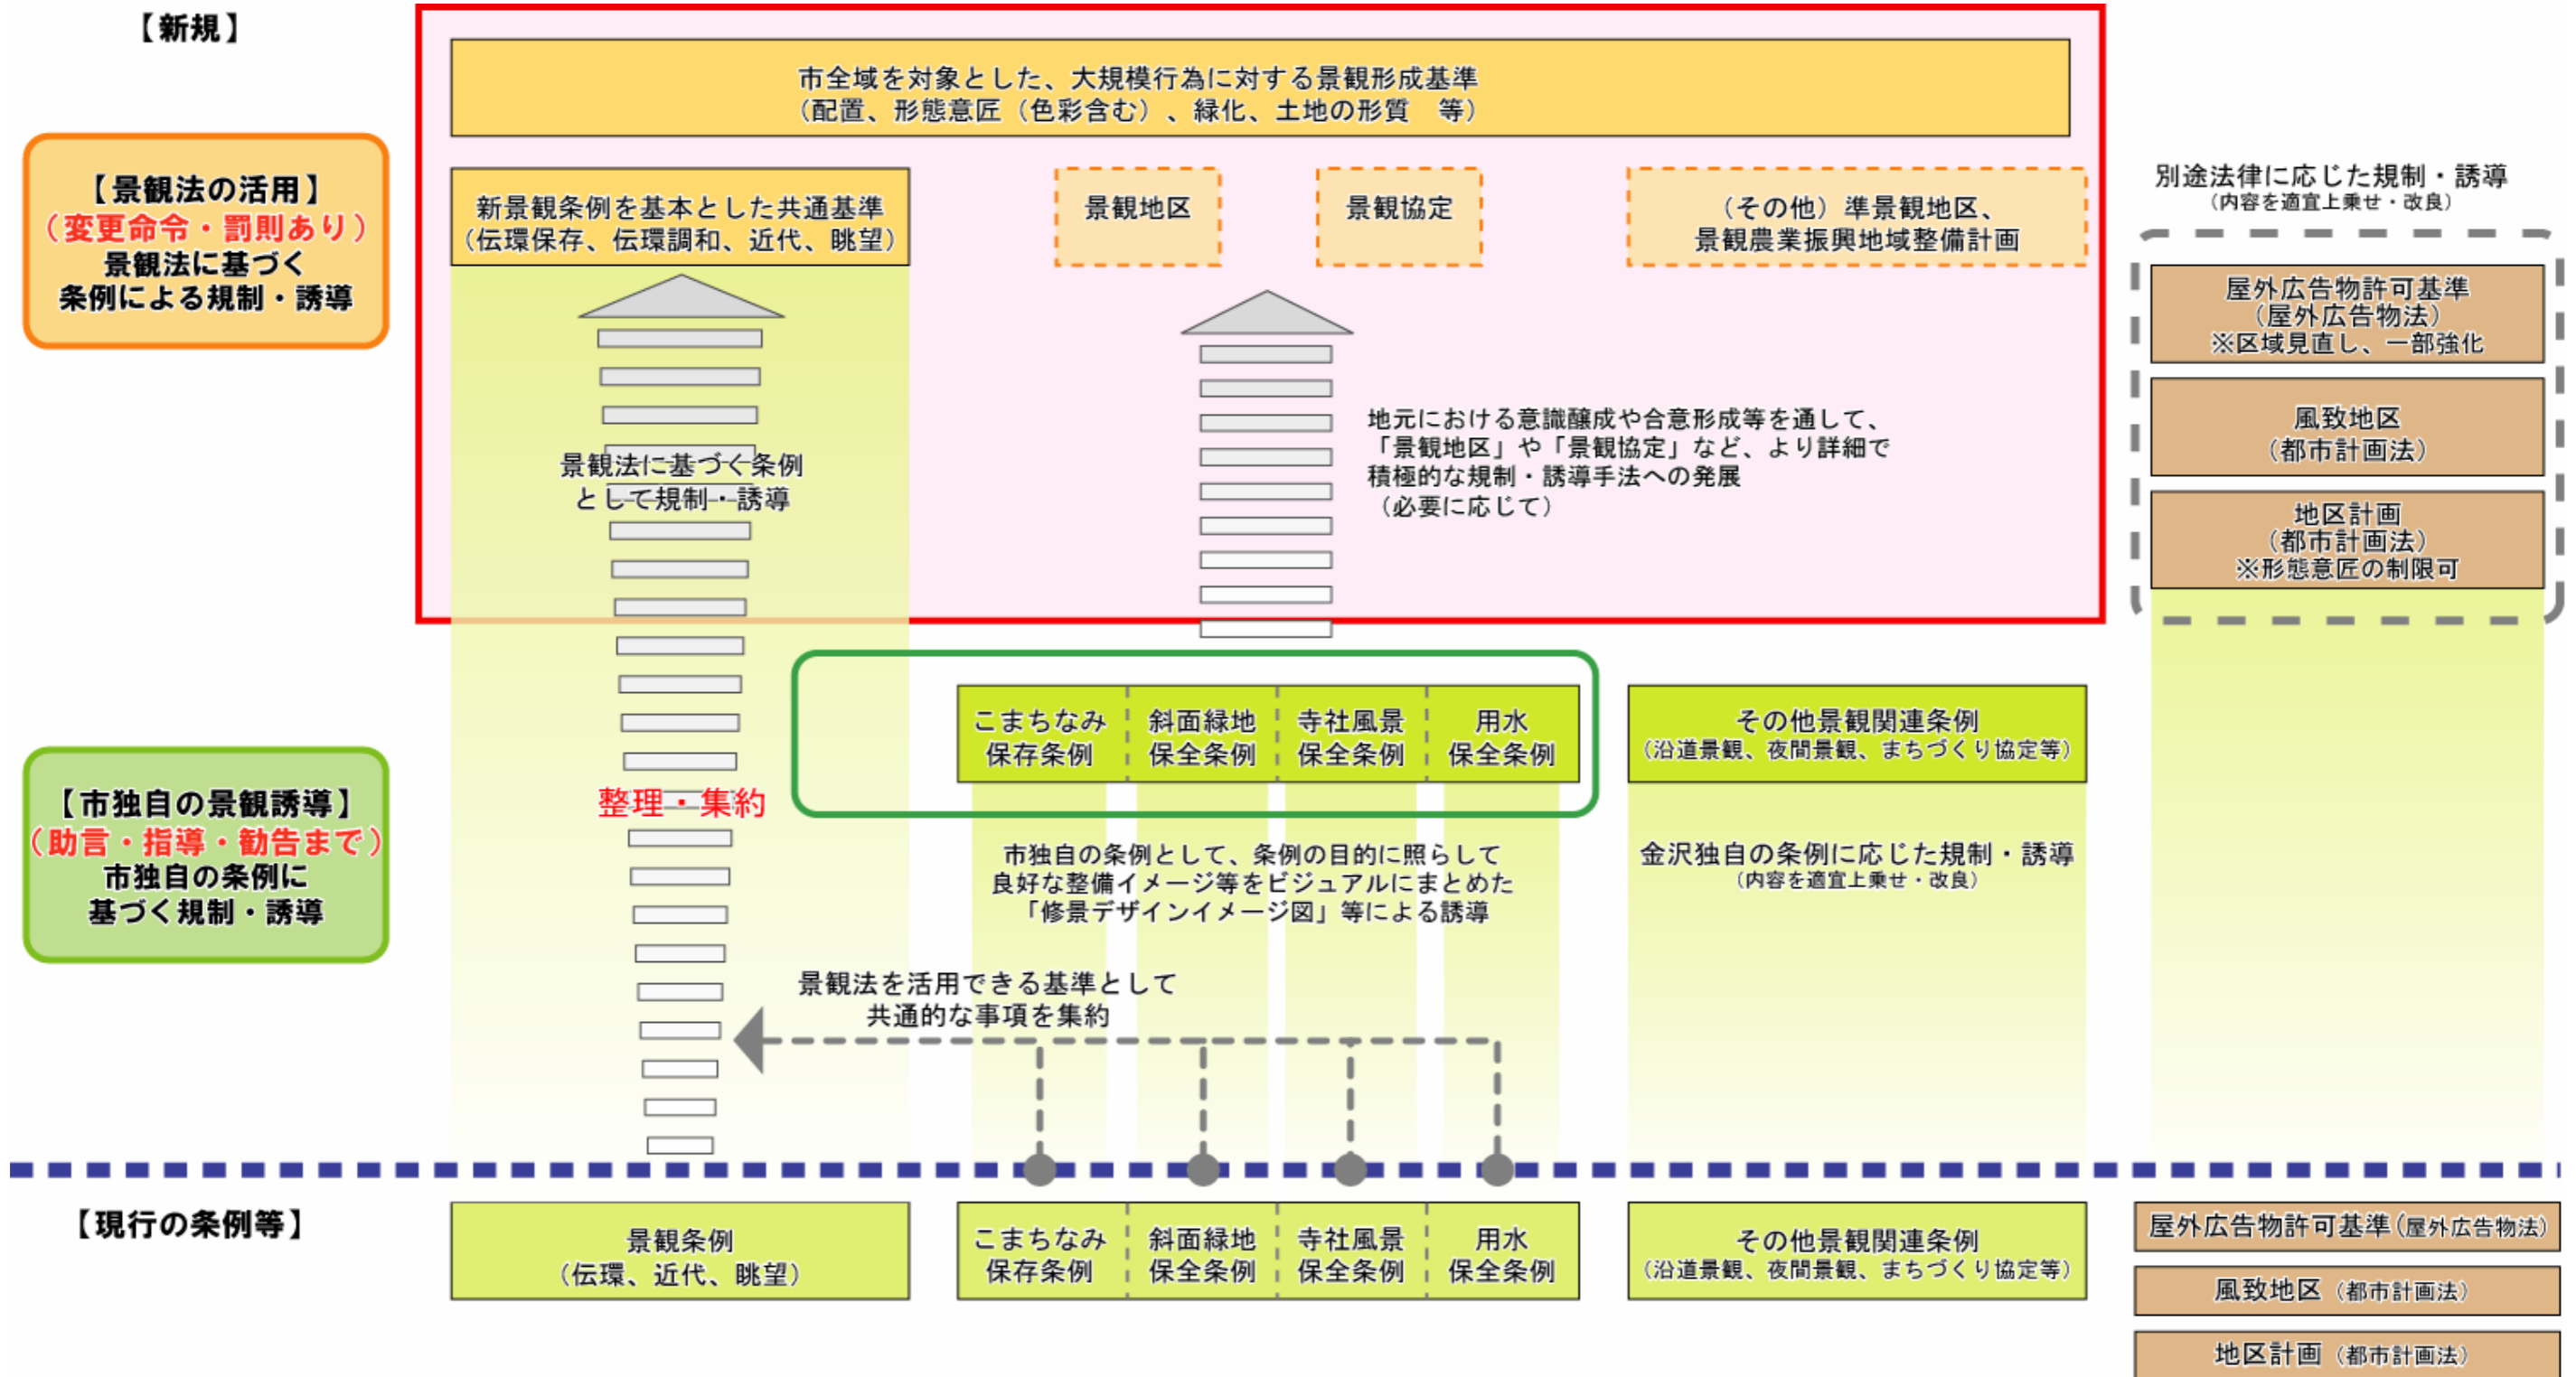 【新規】
市全域を対象とした、大規模行為に対する景観形成基準
（配置、形態意匠（色彩含む）、緑化、土地の形質　等）
【景観法の活用】
（変更命令・罰則あり）
景観法に基づく
条例による規制・誘導
新景観条例を基本とした共通基準
（伝環保存、伝環調和、近代、眺望）
景観地区
景観協定
（その他）準景観地区、
景観農業振興地域整備計画
別途法律に応じた規制・誘導
（内容を適宜上乗せ・改良）
屋外広告物許可基準
（屋外広告物法）
※区域見直し、一部強化
風致地区
（都市計画法）
地区計画
（都市計画法）
※形態意匠の制限可
景観法に基づく条例
として規制・誘導
地元における意識醸成や合意形成等を通して、
「景観地区」や「景観協定」など、より詳細で
積極的な規制・誘導手法への発展
（必要に応じて）
【市独自の景観誘導】
（助言・指導・勧告まで）
市独自の条例に
基づく規制・誘導
整理・集約
こまちなみ
保存条例
斜面緑地
保全条例
寺社風景
保全条例
用水
保全条例
その他景観関連条例
（沿道景観、夜間景観、まちづくり協定等）
市独自の条例として、条例の目的に照らして
良好な整備イメージ等をビジュアルにまとめた
「修景デザインイメージ図」等による誘導
金沢独自の条例に応じた規制・誘導
（内容を適宜上乗せ・改良）
景観法を活用できる基準として
共通的な事項を集約
【現行の条例等】
景観条例
（伝環、近代、眺望）
こまちなみ
保存条例
斜面緑地
保全条例
寺社風景
保全条例
用水
保全条例
その他景観関連条例
（沿道景観、夜間景観、まちづくり協定等）
屋外広告物許可基準（屋外広告物法）
風致地区（都市計画法）
地区計画（都市計画法）